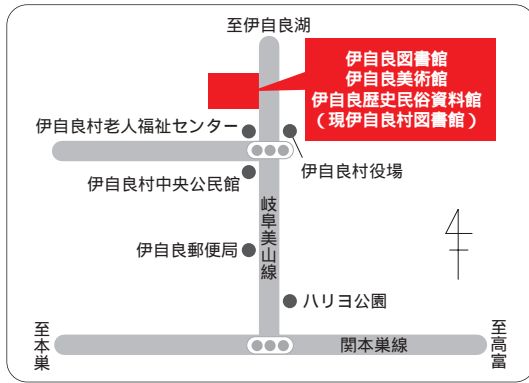 至伊自良湖
伊自良図書館
伊自良美術館
伊自良歴史民俗資料館
(現伊自良村図書館)
伊自良村老人福祉センター
伊自良村役場
伊自良村中央公民館
岐阜美山線
伊自良郵便局
ハリヨ公園
至本巣
関本巣線
至高富